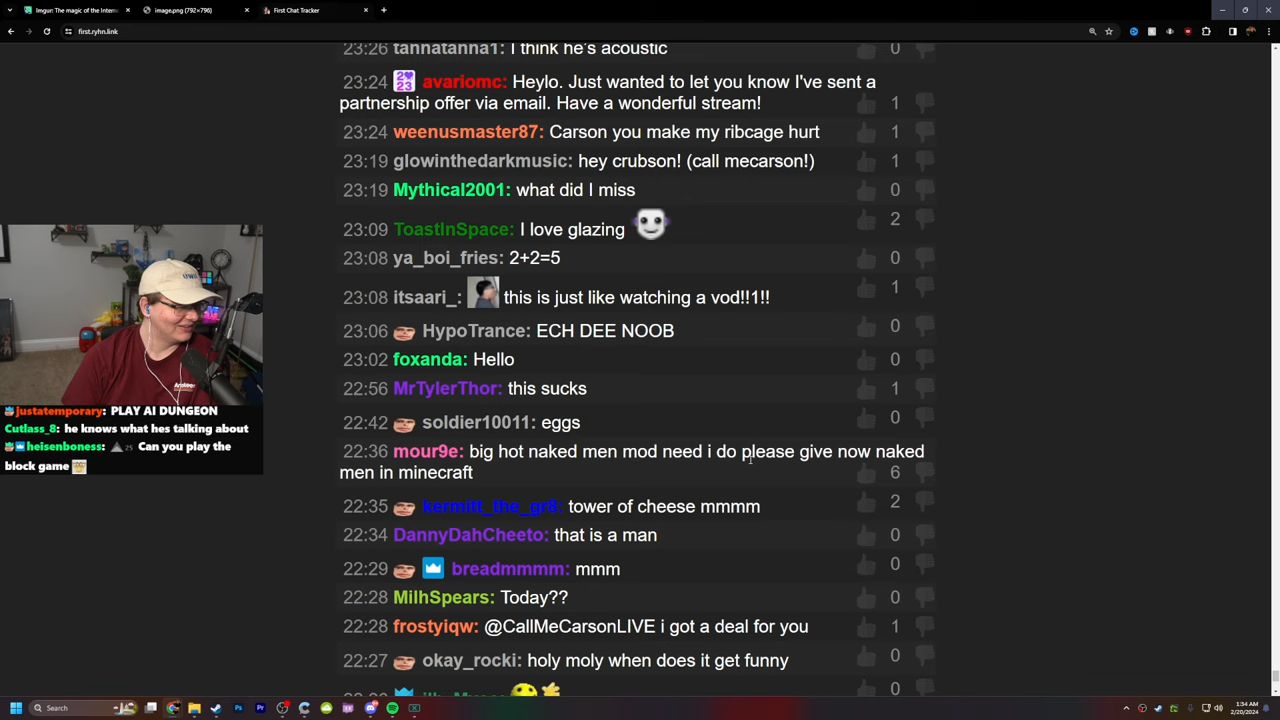 Imgur: The magic of the Interne
image.png (792×796)
First Chat Tracker
first.ryhn.link
23:26 tannatanna1: I think he's acoustic 0
23:24 avariomc: Heylo. Just wanted to let you know I've sent a
partnership offer via email. Have a wonderful stream! 1
23:24 weenusmaster87: Carson you make my ribcage hurt 1
23:19 glowinthedarkmusic: hey crubson! (call mecarson!) 1
23:19 Mythical2001: what did I miss 0
23:09 ToastInSpace: I love glazing 2
23:08 ya_boi_fries: 2+2=5 0
23:08 itsaari_: this is just like watching a vod!!1!! 1
23:06 HypoTrance: ECH DEE NOOB 0
23:02 foxanda: Hello 0
22:56 MrTylerThor: this sucks 1
22:42 soldier10011: eggs 0
22:36 mour9e: big hot naked men mod need i do please give now naked
men in minecraft 6
22:35 kermitt_the_gr8: tower of cheese mmmm 2
22:34 DannyDahCheeto: that is a man 0
22:29 breadmmmm: mmm 0
22:28 MilhSpears: Today?? 0
22:28 frostyiqw: @CallMeCarsonLIVE i got a deal for you 1
22:27 okay_rocki: holy moly when does it get funny 0
0
justatemporary: PLAY AI DUNGEON
Cutlass_8: he knows what hes talking about
heisenboness: 25 Can you play the
block game
Search
1:34 AM
2/20/2024